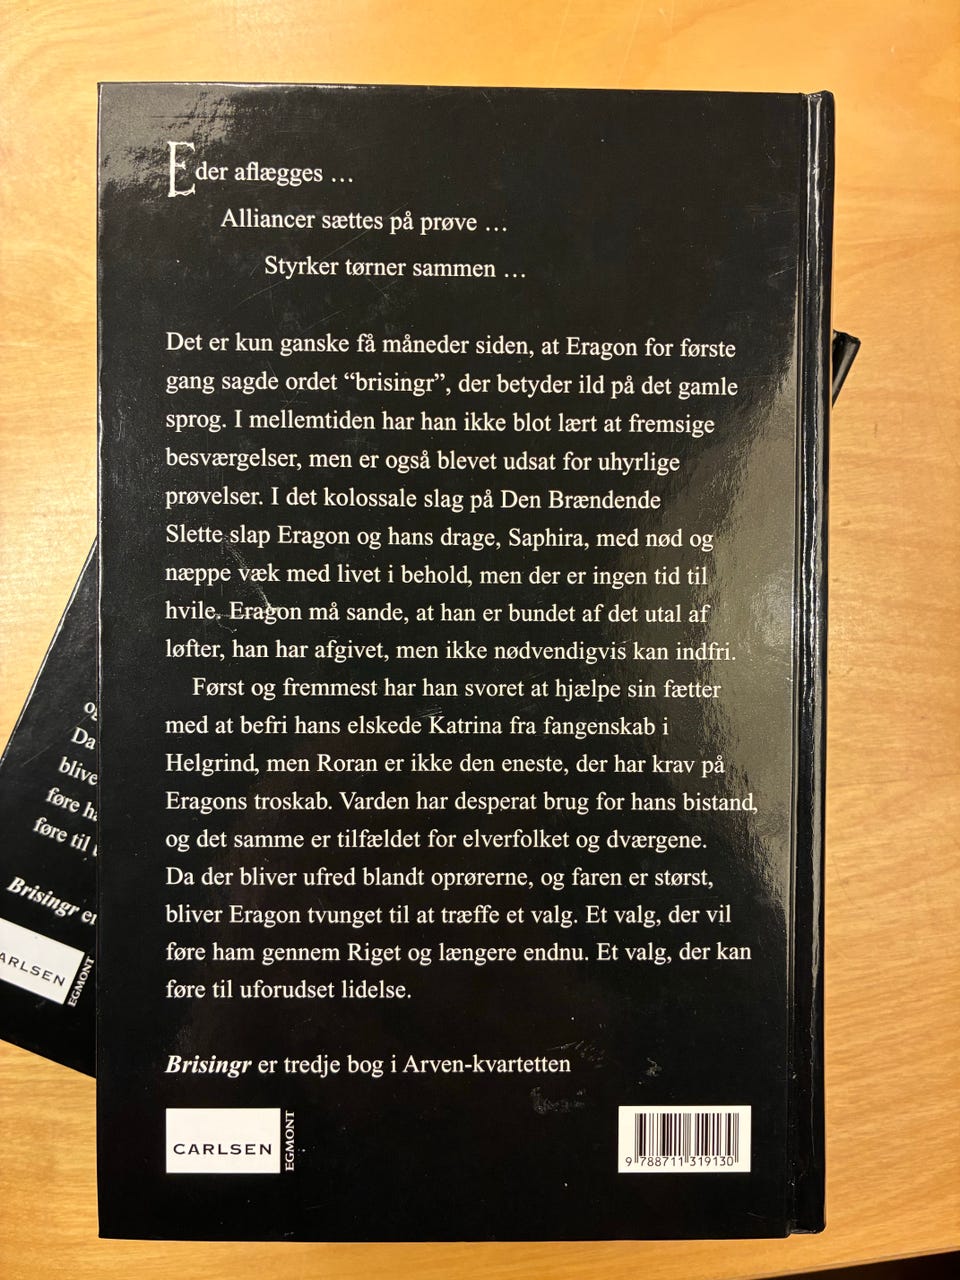 Eder aflægges …
Alliancer sættes på prøve …
Styrker tørner sammen …
Det er kun ganske få måneder siden, at Eragon for første
gang sagde ordet “brisingr”, der betyder ild på det gamle
sprog. I mellemtiden har han ikke blot lært at fremsige
besværgelser, men er også blevet udsat for uhyrlige
prøvelser. I det kolossale slag på Den Brændende
Slette slap Eragon og hans drage, Saphira, med nød og
næppe væk med livet i behold, men der er ingen tid til
hvile. Eragon må sande, at han er bundet af det utal af
løfter, han har afgivet, men ikke nødvendigvis kan indfri.
Først og fremmest har han svoret at hjælpe sin fætter
med at befri hans elskede Katrina fra fangenskab i
Helgrind, men Roran er ikke den eneste, der har krav på
Eragons troskab. Varden har desperat brug for hans bistand,
og det samme er tilfældet for elverfolket og dværgene.
Da der bliver ufred blandt oprørerne, og faren er størst,
bliver Eragon tvunget til at træffe et valg. Et valg, der vil
føre ham gennem Riget og længere endnu. Et valg, der kan
føre til uforudset lidelse.
Brisingr er tredje bog i Arven-kvartetten
CARLSEN
EGMONT
9 788711 319130
og
Da
blive
føre
føre til
Brisingr er
ARLSEN
EGMONT